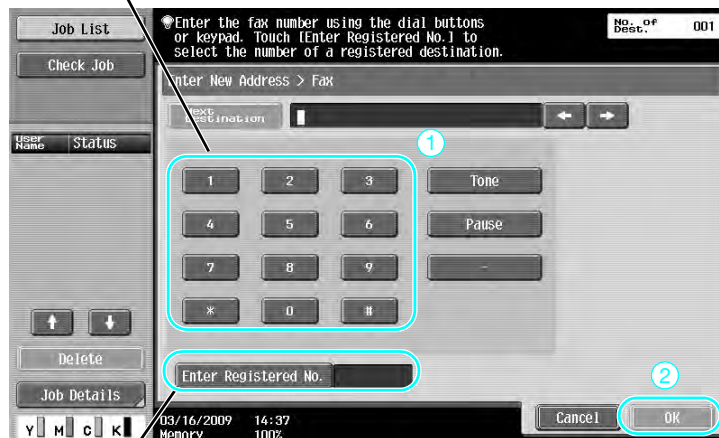 Job List
Check Job
Enter the fax number using the dial buttons
or keypad. Touch [Enter Registered No.] to
select the number of a registered destination.
No. of
Dest.
001
Enter New Address > Fax
Next
Destination
←
→
User
Name
Status
1
1 2 3 Tone
4 5 6 Pause
7 8 9 -
* 0 #
Delete
Job Details
Enter Registered No.
2
Cancel
OK
Y M C K
03/16/2009 14:37
Memory 100%